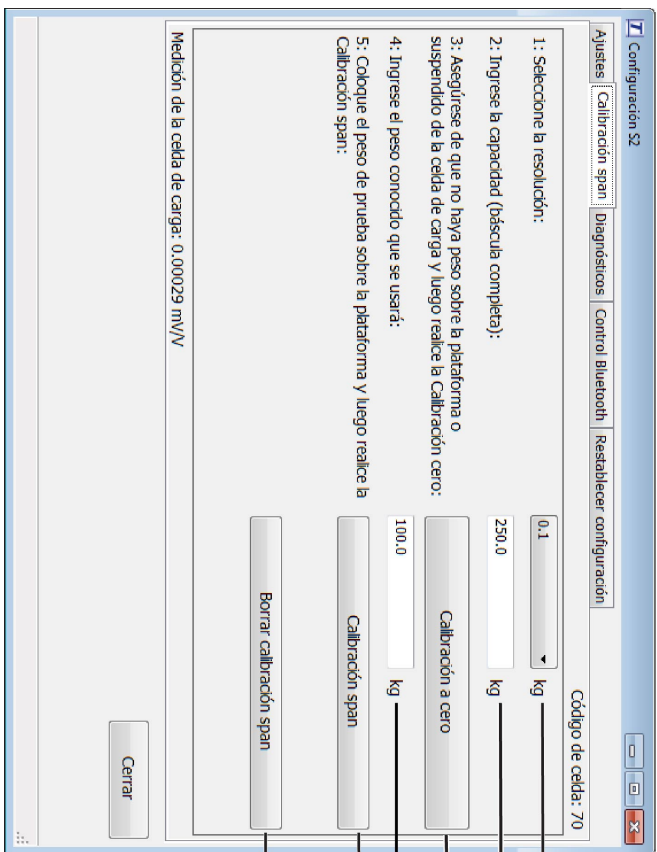 Configuración S2
Ajustes Calibración span Diagnósticos Control Bluetooth Restablecer configuración
Código de celda: 70
1: Seleccione la resolución: 0.1 kg
2: Ingrese la capacidad (báscula completa): 250.0 kg
3: Asegúrese de que no haya peso sobre la plataforma o
suspendido de la celda de carga y luego realice la Calibración cero:
Calibración a cero
4: Ingrese el peso conocido que se usará: 100.0 kg
5: Coloque el peso de prueba sobre la plataforma y luego realice la
Calibración span:
Calibración span
Borrar calibración span
Medición de la celda de carga: 0.00029 mV/V
Cerrar